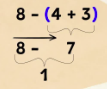 8 - (4 + 3)
8 - 7
1